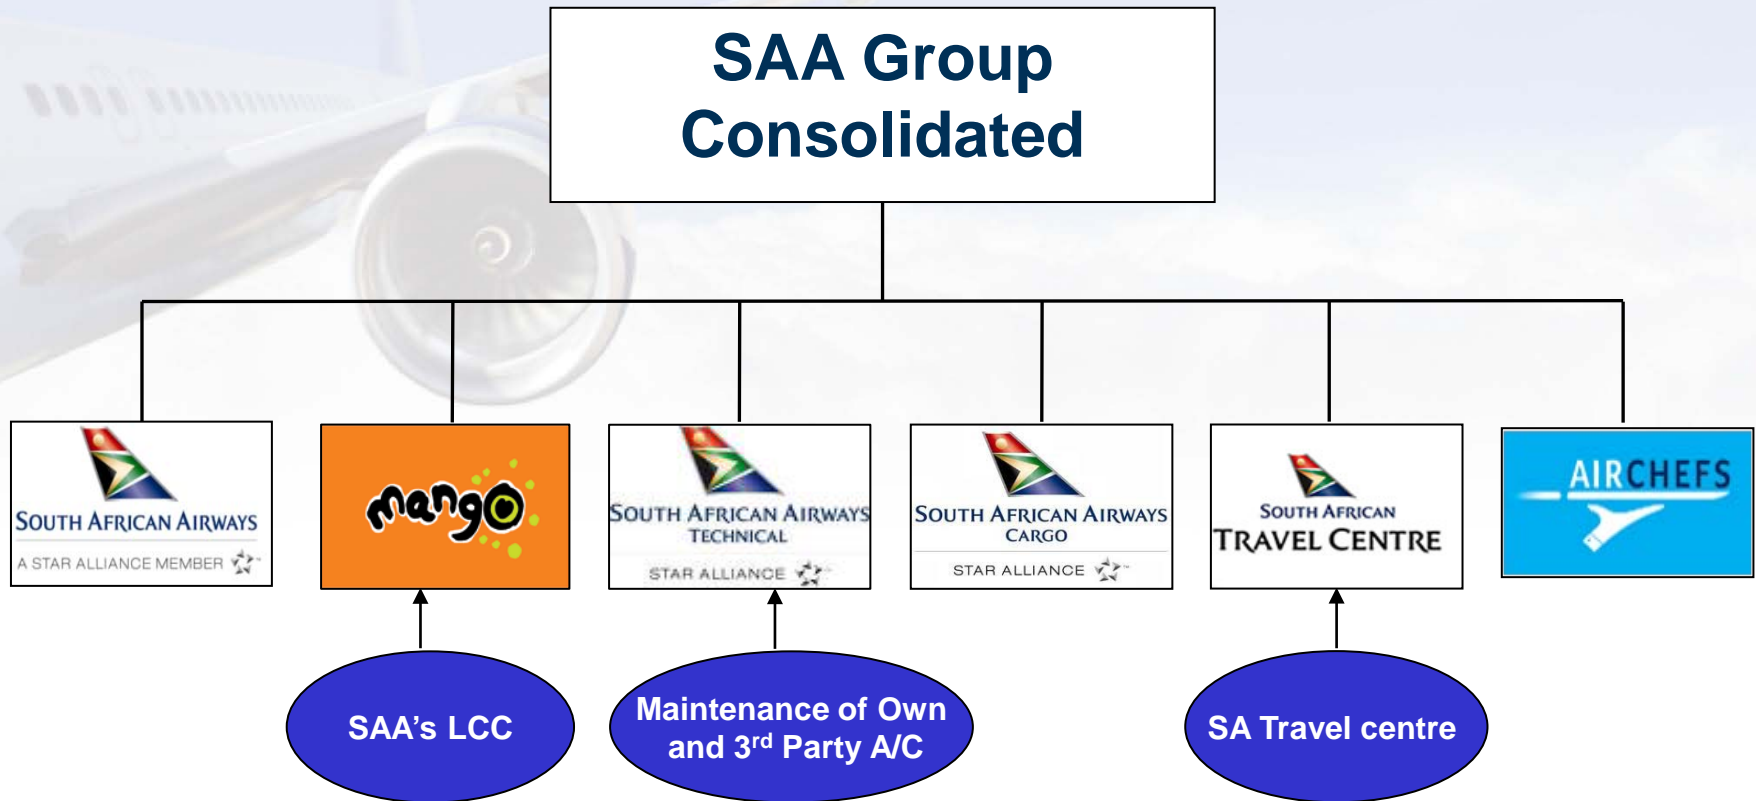 SAA Group
Consolidated
SOUTH AFRICAN AIRWAYS
A STAR ALLIANCE MEMBER
mango
SOUTH AFRICAN AIRWAYS
TECHNICAL
STAR ALLIANCE
SOUTH AFRICAN AIRWAYS
CARGO
STAR ALLIANCE
SOUTH AFRICAN
TRAVEL CENTRE
AIRCHEFS
SAA’s LCC
Maintenance of Own
and 3rd Party A/C
SA Travel centre